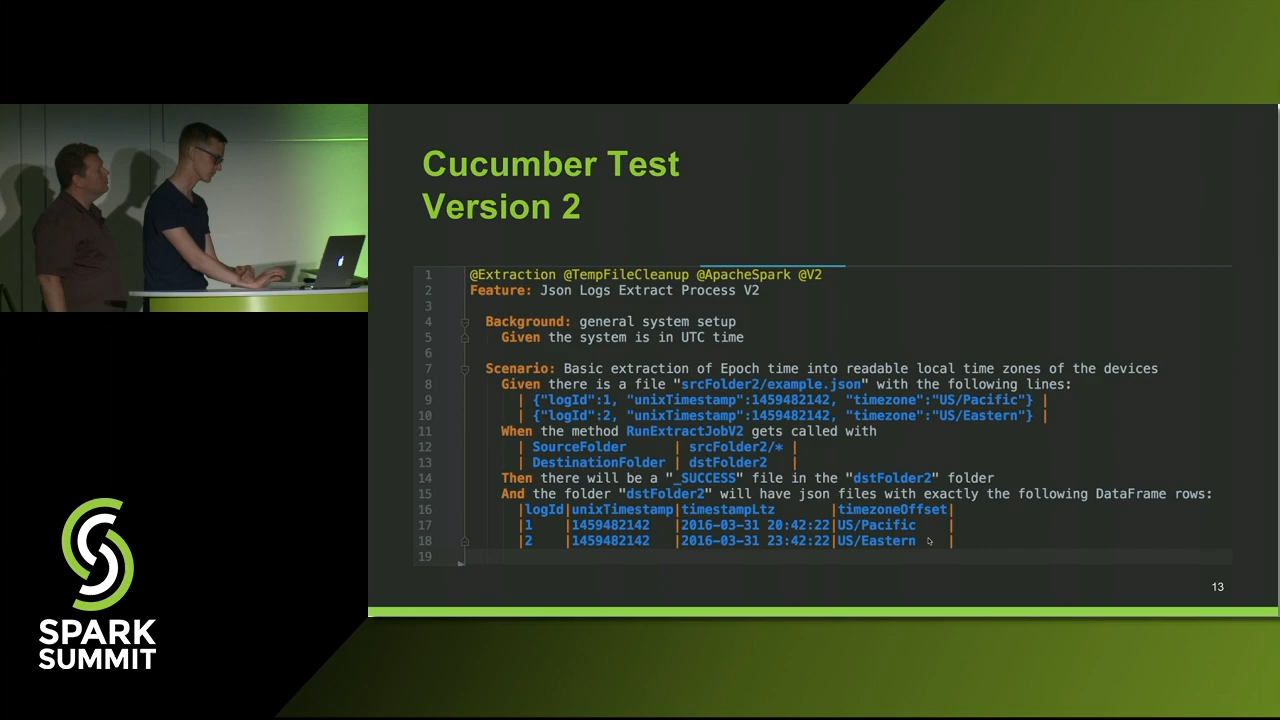 Cucumber Test
Version 2
1 @Extraction @TempFileCleanup @ApacheSpark @V2
2 Feature: Json Logs Extract Process V2
3
4 Background: general system setup
5 Given the system is in UTC time
6
7 Scenario: Basic extraction of Epoch time into readable local time zones of the devices
8 Given there is a file "srcFolder2/example.json" with the following lines:
9 | {"logId":1, "unixTimestamp":1459482142, "timezone":"US/Pacific"} |
10 | {"logId":2, "unixTimestamp":1459482142, "timezone":"US/Eastern"} |
11 When the method RunExtractJobV2 gets called with
12 | SourceFolder | srcFolder2/* |
13 | DestinationFolder | dstFolder2 |
14 Then there will be a "_SUCCESS" file in the "dstFolder2" folder
15 And the folder "dstFolder2" will have json files with exactly the following DataFrame rows:
16 |logId|unixTimestamp|timestampLtz |timezoneOffset|
17 |1 |1459482142 |2016-03-31 20:42:22|US/Pacific |
18 |2 |1459482142 |2016-03-31 23:42:22|US/Eastern |
19
13
SPARK
SUMMIT